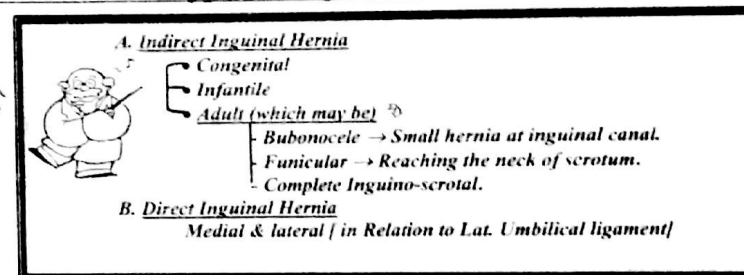 A. Indirect Inguinal Hernia
Congenital
Infantile
Adult (which may be)
- Bubonocele → Small hernia at inguinal canal.
- Funicular → Reaching the neck of scrotum.
- Complete Inguino-scrotal.
B. Direct Inguinal Hernia
Medial & lateral [ in Relation to Lat. Umbilical ligament]